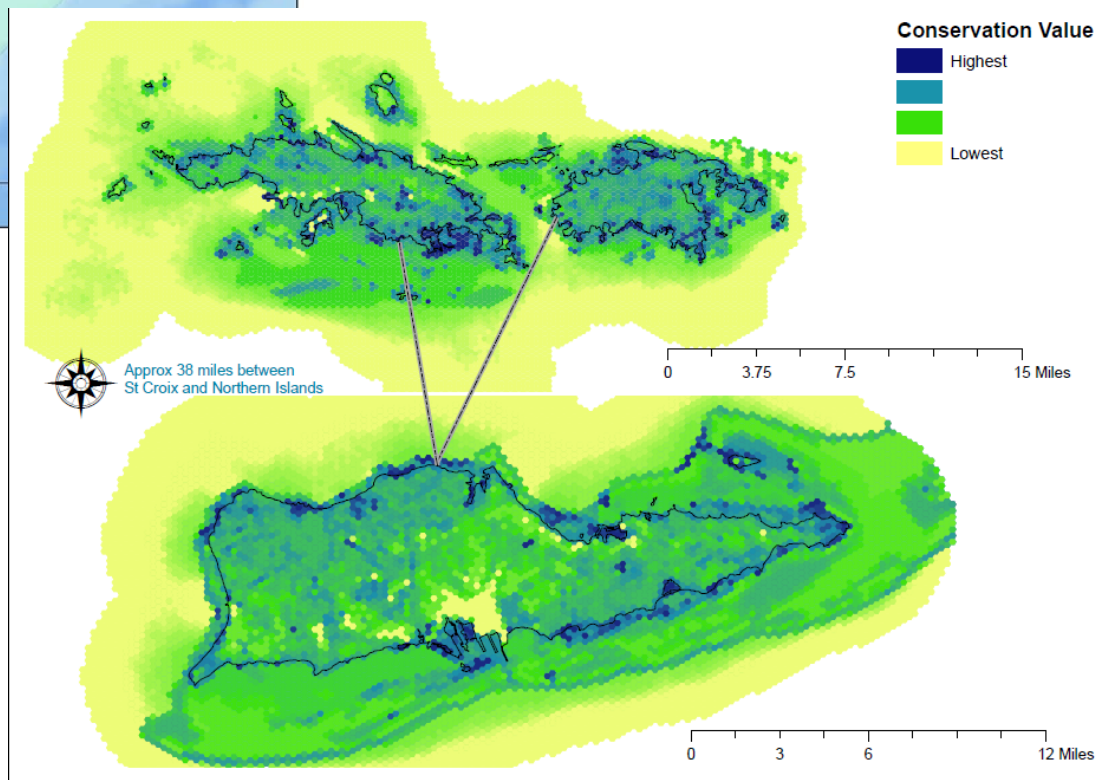 Conservation Value
Highest
Lowest
Approx 38 miles between
St Croix and Northern Islands
0 3.75 7.5 15 Miles
0 3 6 12 Miles